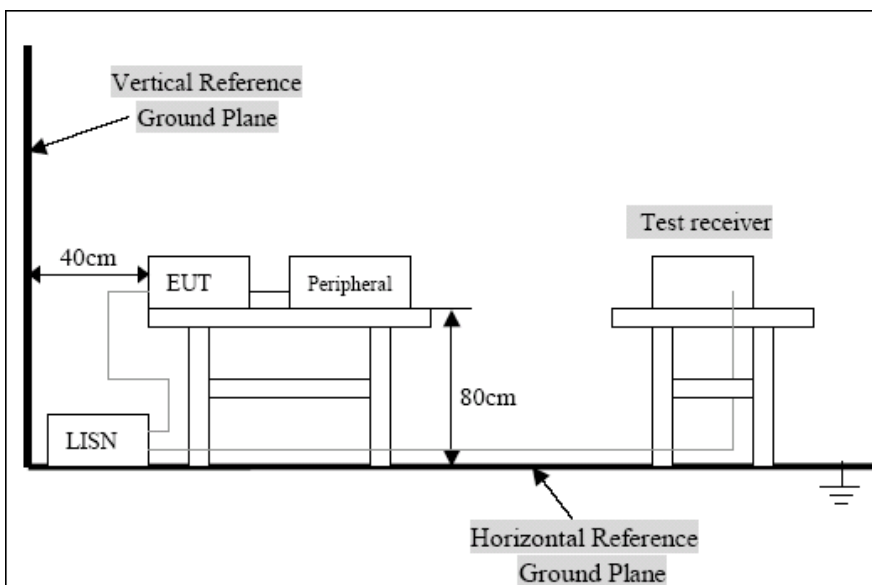 Vertical Reference
Ground Plane
Test receiver
40cm
EUT
Peripheral
80cm
LISN
Horizontal Reference
Ground Plane